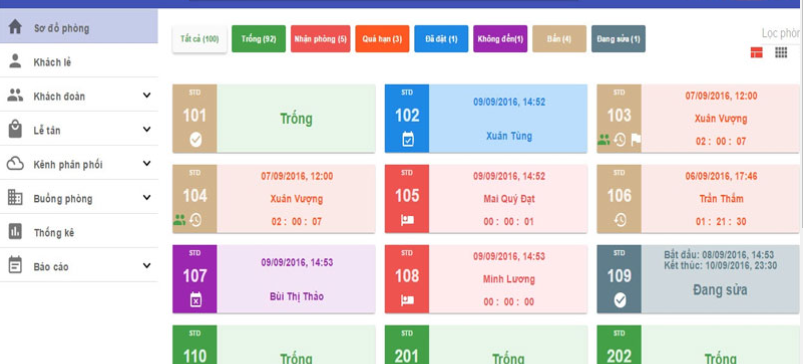 Sơ đồ phòng
Khách lẻ
Khách đoàn
Lễ tân
Kênh phân phối
Buồng phòng
Thống kê
Báo cáo
Tất cả (100)
Trống (92)
Nhận phòng (5)
Quá hạn (3)
Đã đặt (1)
Không đến(1)
Bẩn (4)
Đang sửa (1)
Lọc phòn
STD
101
Trống
STD
102
09/09/2016, 14:52
Xuân Tùng
STD
103
07/09/2016, 12:00
Xuân Vượng
02 : 00 : 07
STD
104
07/09/2016, 12:00
Xuân Vượng
02 : 00 : 07
STD
105
09/09/2016, 14:52
Mai Quý Đạt
00 : 00 : 01
STD
106
06/09/2016, 17:46
Trần Thắm
01 : 21 : 30
STD
107
09/09/2016, 14:53
Bùi Thị Thảo
STD
108
09/09/2016, 14:53
Minh Lương
00 : 00 : 00
STD
109
Bắt đầu: 08/09/2016, 14:53
Kết thúc: 10/09/2016, 23:30
Đang sửa
STD
110
Trống
STD
201
Trống
STD
202
Trống